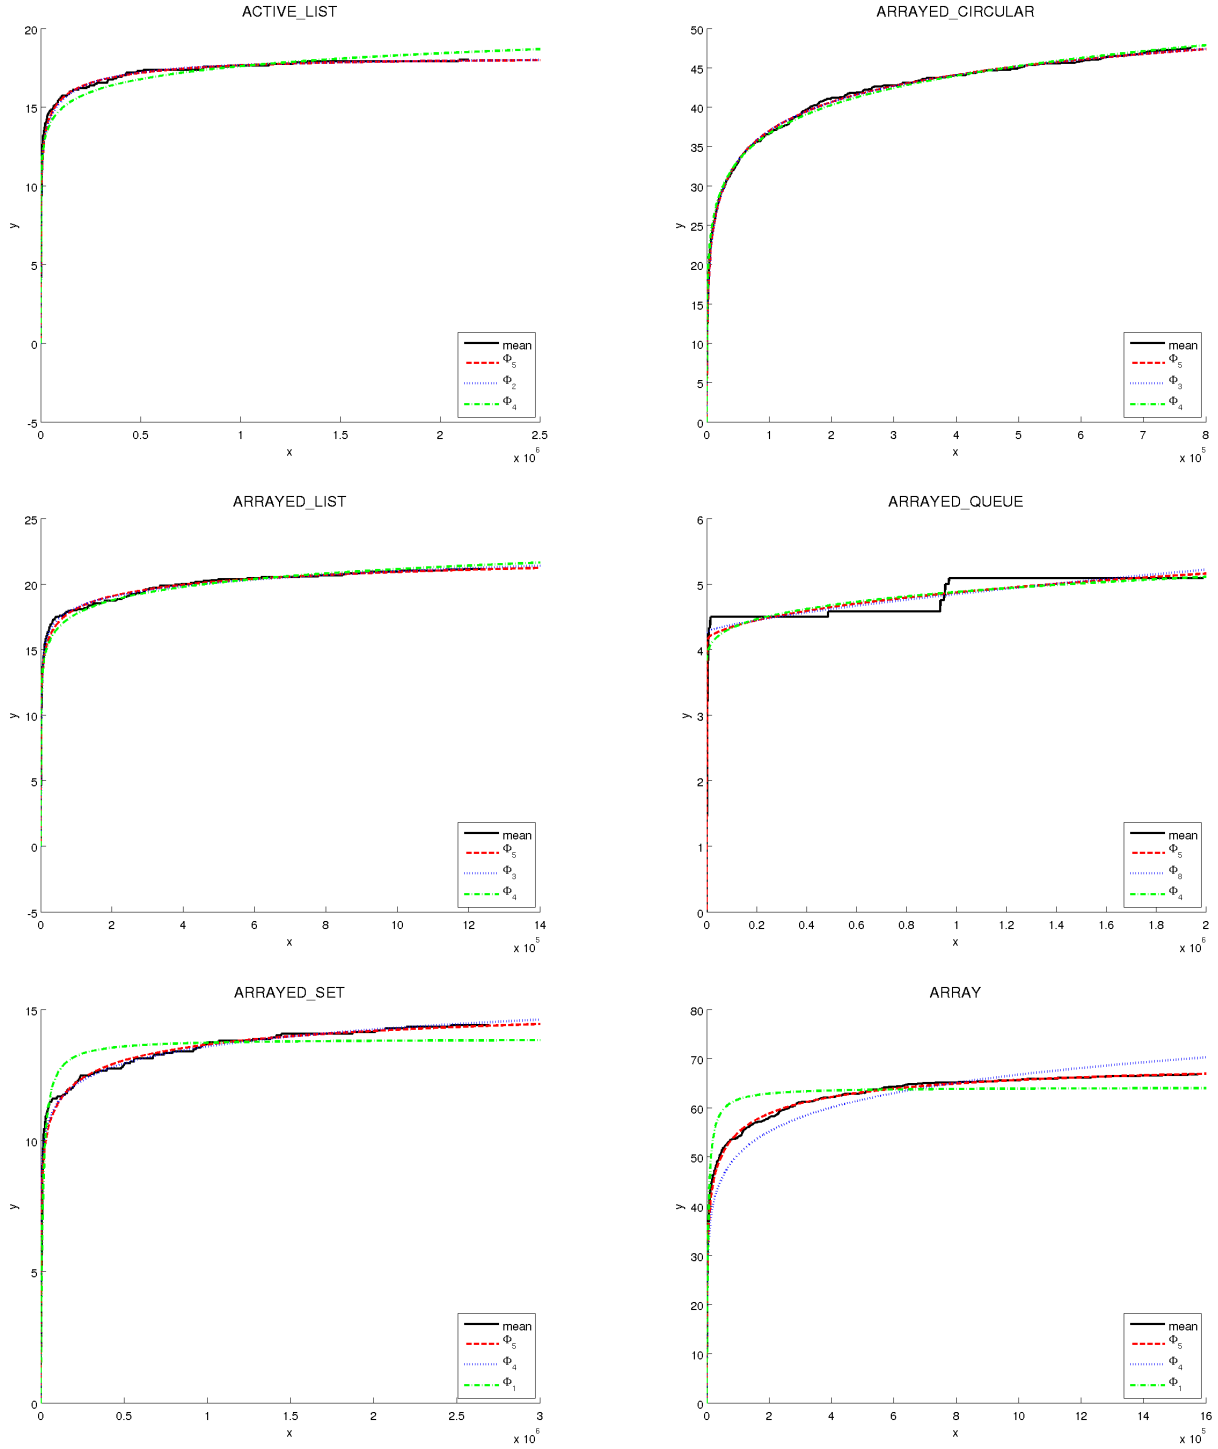 ACTIVE_LIST
20
15
10
5
0
-5
y
mean
Φ5
Φ2
Φ4
0 0.5 1 1.5 2 2.5
x
x 10^6
ARRAYED_CIRCULAR
50
45
40
35
30
25
20
15
10
5
0
y
mean
Φ5
Φ3
Φ4
0 1 2 3 4 5 6 7 8
x
x 10^5
ARRAYED_LIST
25
20
15
10
5
0
-5
y
mean
Φ5
Φ3
Φ4
0 2 4 6 8 10 12 14
x
x 10^5
ARRAYED_QUEUE
6
5
4
3
2
1
0
y
mean
Φ5
Φ8
Φ4
0 0.2 0.4 0.6 0.8 1 1.2 1.4 1.6 1.8 2
x
x 10^6
ARRAYED_SET
15
10
5
0
y
mean
Φ5
Φ4
Φ1
0 0.5 1 1.5 2 2.5 3
x
x 10^6
ARRAY
80
70
60
50
40
30
20
10
0
y
mean
Φ5
Φ4
Φ1
0 2 4 6 8 10 12 14 16
x
x 10^5